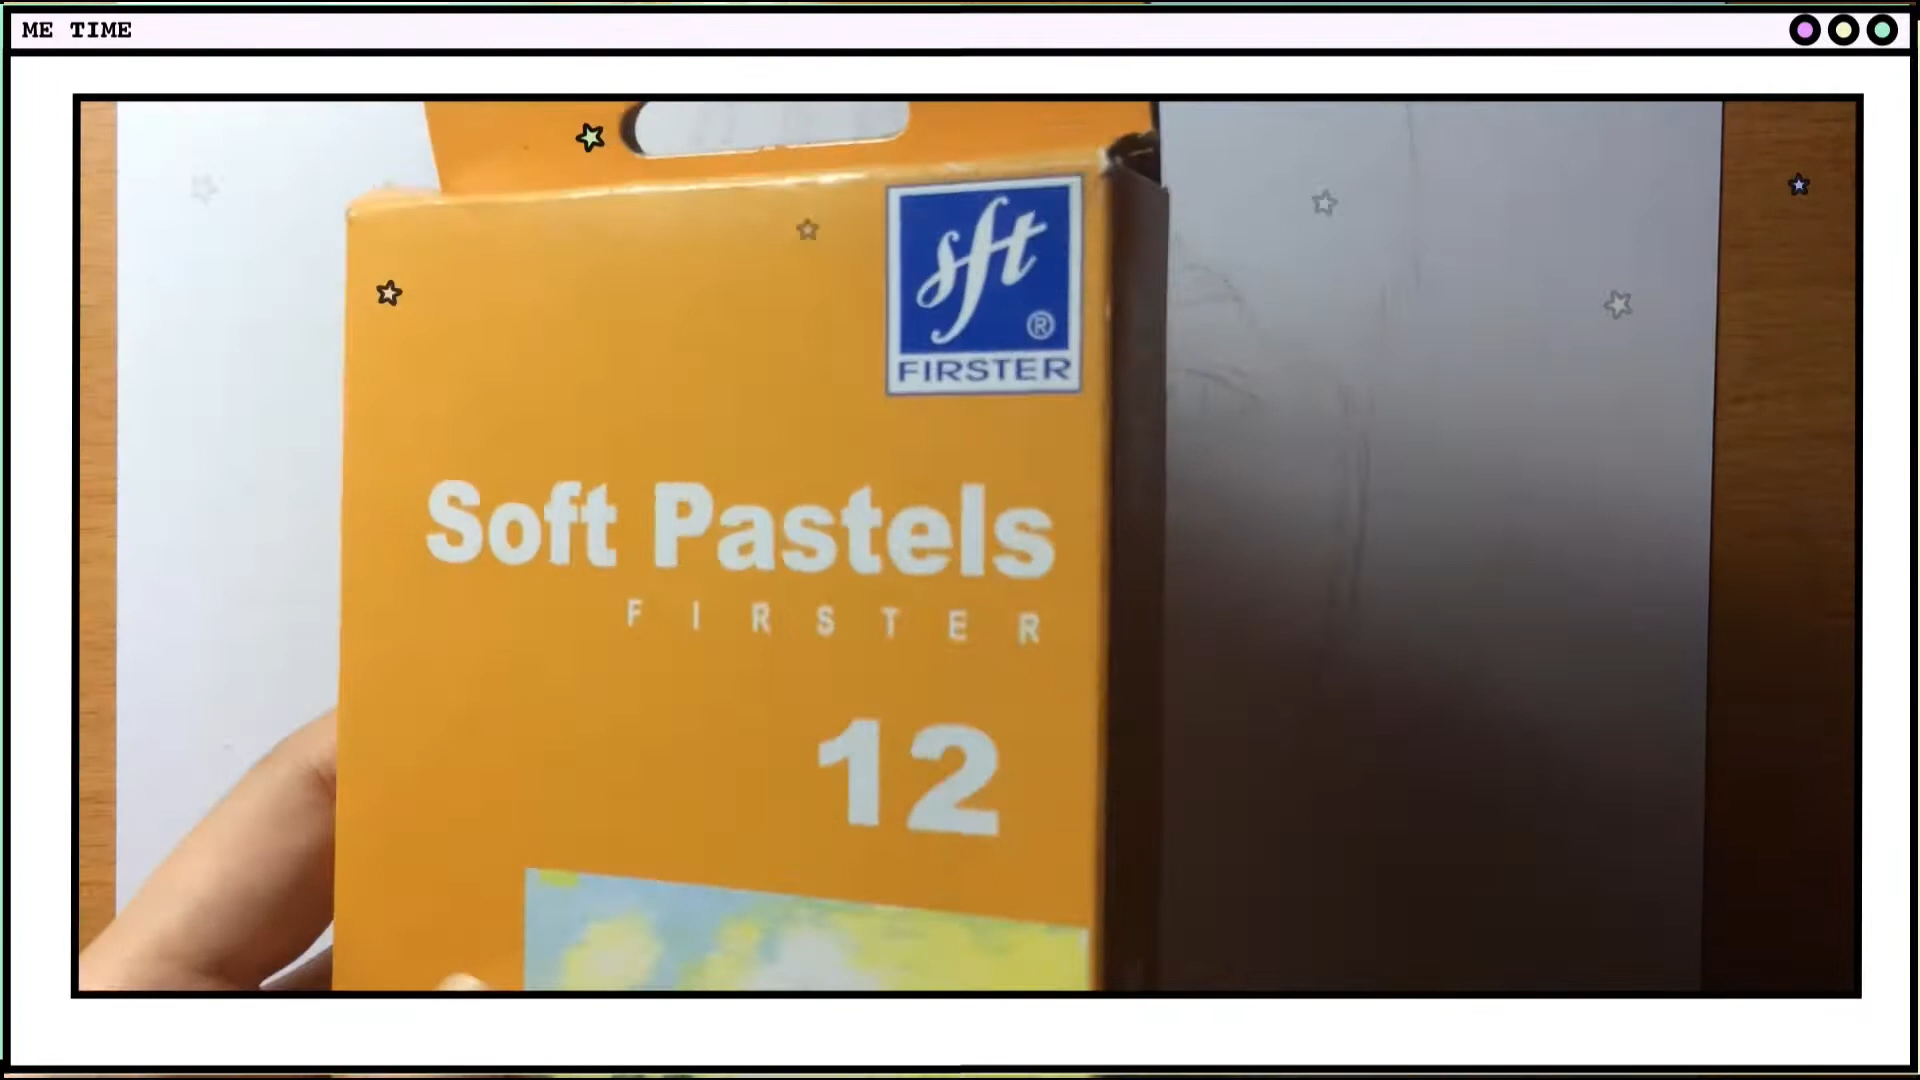 ME TIME
sft
®
FIRSTER
Soft Pastels
FIRSTER
12